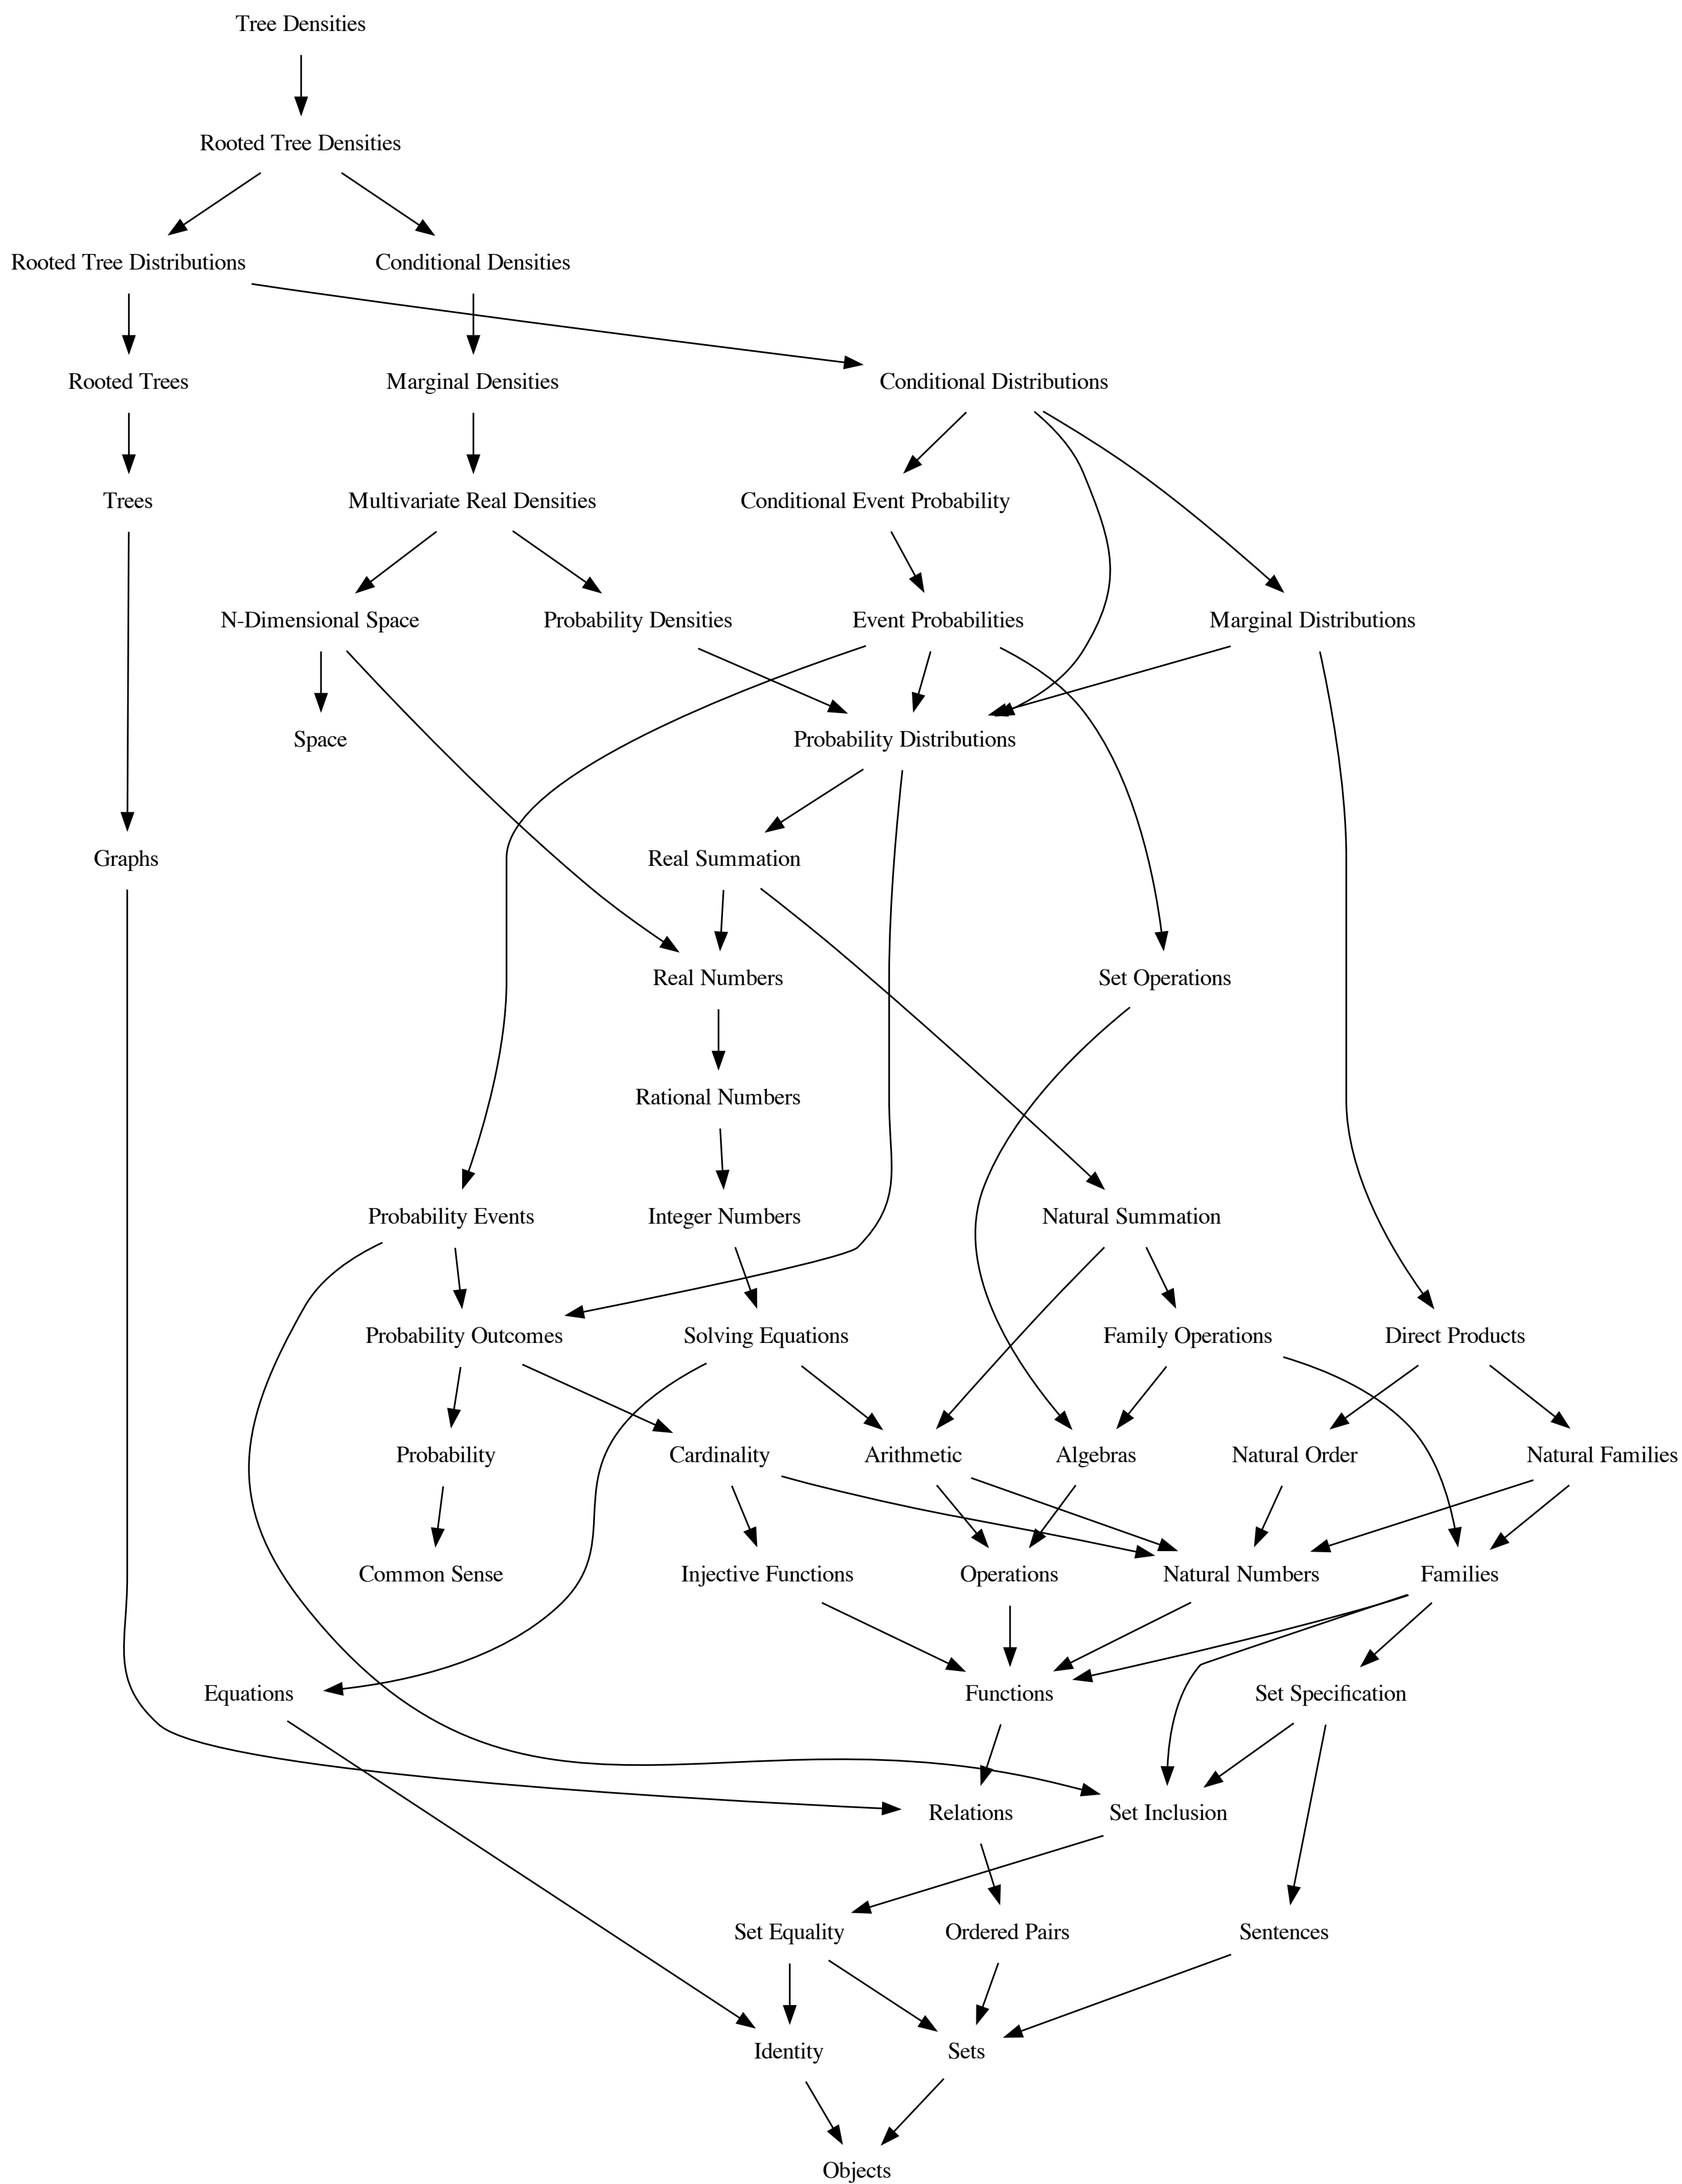 Tree Densities
Rooted Tree Densities
Rooted Tree Distributions
Conditional Densities
Rooted Trees
Marginal Densities
Conditional Distributions
Trees
Multivariate Real Densities
Conditional Event Probability
N-Dimensional Space
Probability Densities
Event Probabilities
Marginal Distributions
Space
Probability Distributions
Graphs
Real Summation
Real Numbers
Set Operations
Rational Numbers
Probability Events
Integer Numbers
Natural Summation
Probability Outcomes
Solving Equations
Family Operations
Direct Products
Probability
Cardinality
Arithmetic
Algebras
Natural Order
Natural Families
Common Sense
Injective Functions
Operations
Natural Numbers
Families
Equations
Functions
Set Specification
Relations
Set Inclusion
Set Equality
Ordered Pairs
Sentences
Identity
Sets
Objects